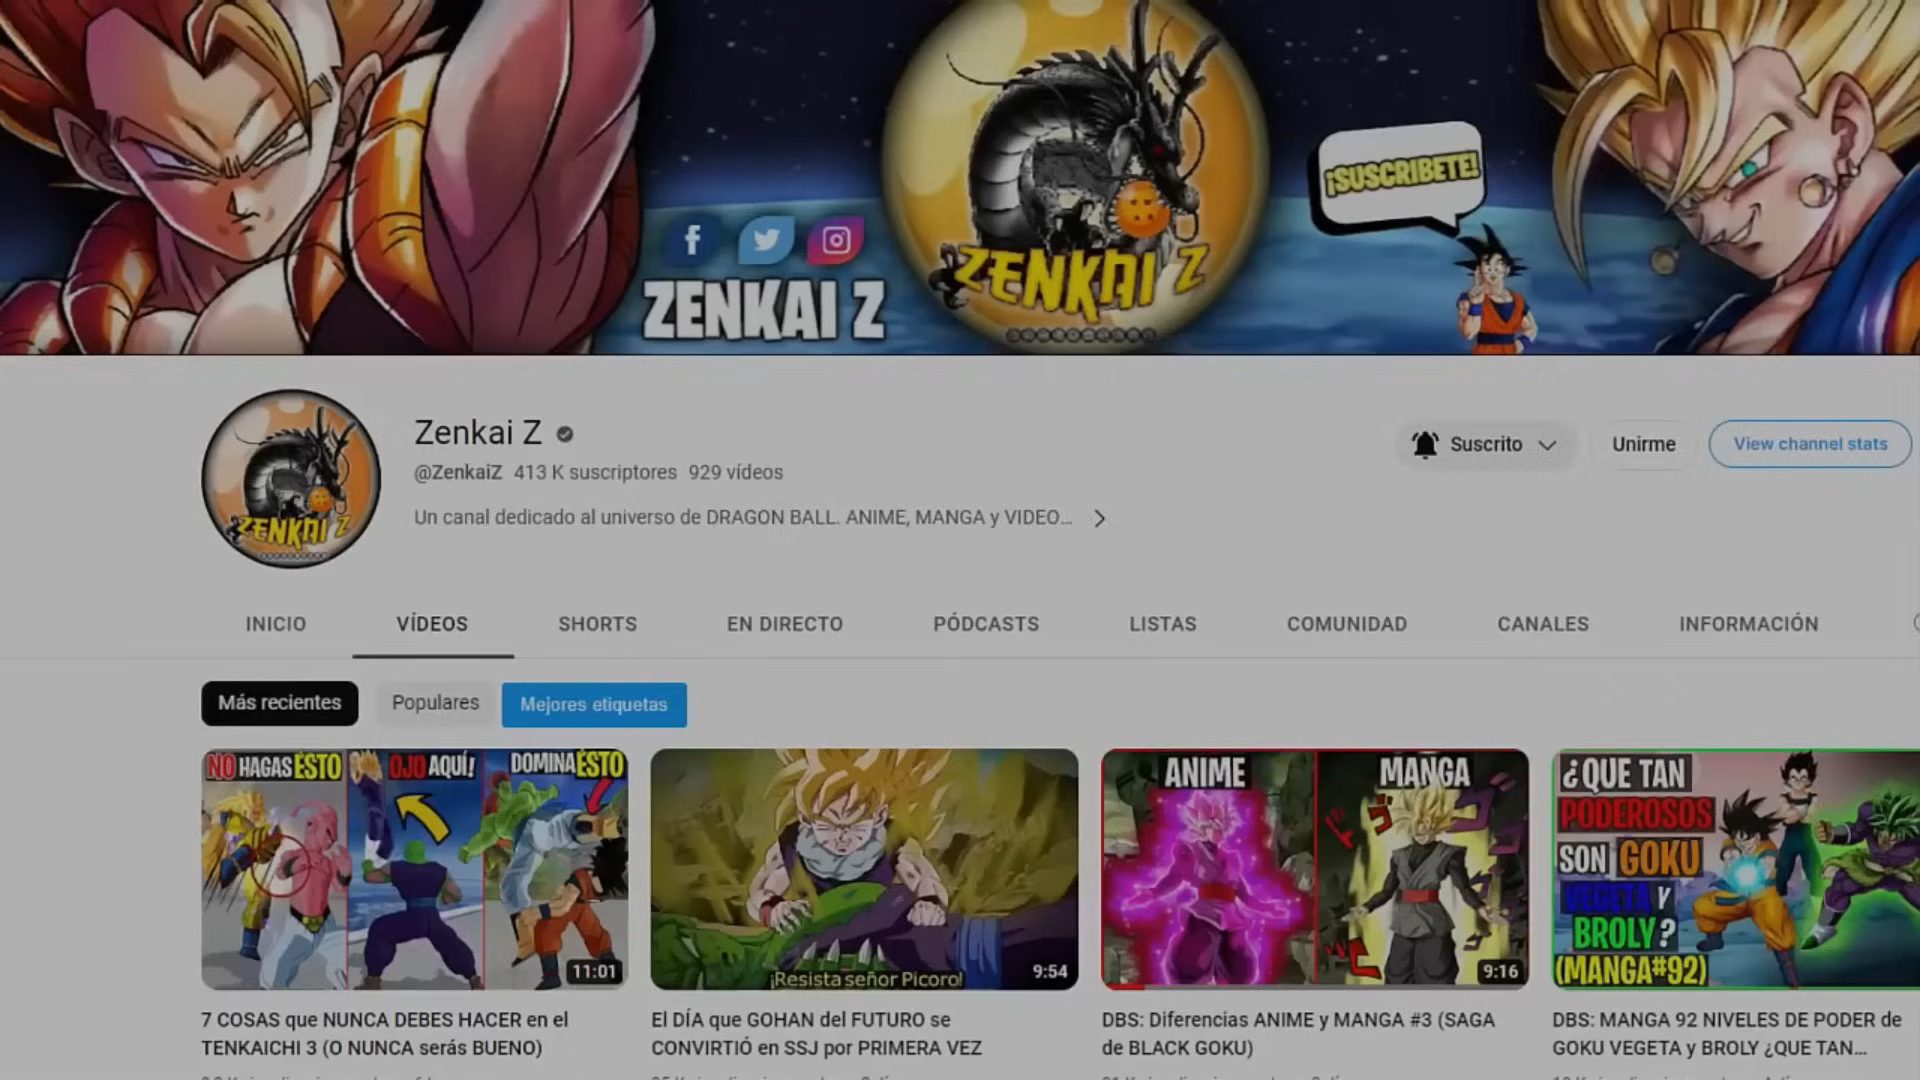 ¡SUSCRIBETE!
ZENKAI Z
ZENKAI Z
ZENKAI Z
Zenkai Z
@ZenkaiZ 413 K suscriptores 929 vídeos
Un canal dedicado al universo de DRAGON BALL. ANIME, MANGA y VIDEO...
Suscrito
Unirme
View channel stats
INICIO
VÍDEOS
SHORTS
EN DIRECTO
PÓDCASTS
LISTAS
COMUNIDAD
CANALES
INFORMACIÓN
Más recientes
Populares
Mejores etiquetas
NO HAGAS ÉSTO
OJO AQUÍ!
DOMINA ÉSTO
11:01
¡Resista señor Picoro!
9:54
ANIME
MANGA
9:16
¿QUE TAN
PODEROSOS
SON GOKU
VEGETA Y
BROLY?
(MANGA#92)
7 COSAS que NUNCA DEBES HACER en el
TENKAICHI 3 (O NUNCA serás BUENO)
El DÍA que GOHAN del FUTURO se
CONVIRTIÓ en SSJ por PRIMERA VEZ
DBS: Diferencias ANIME y MANGA #3 (SAGA
de BLACK GOKU)
DBS: MANGA 92 NIVELES DE PODER de
GOKU VEGETA y BROLY ¿QUE TAN...